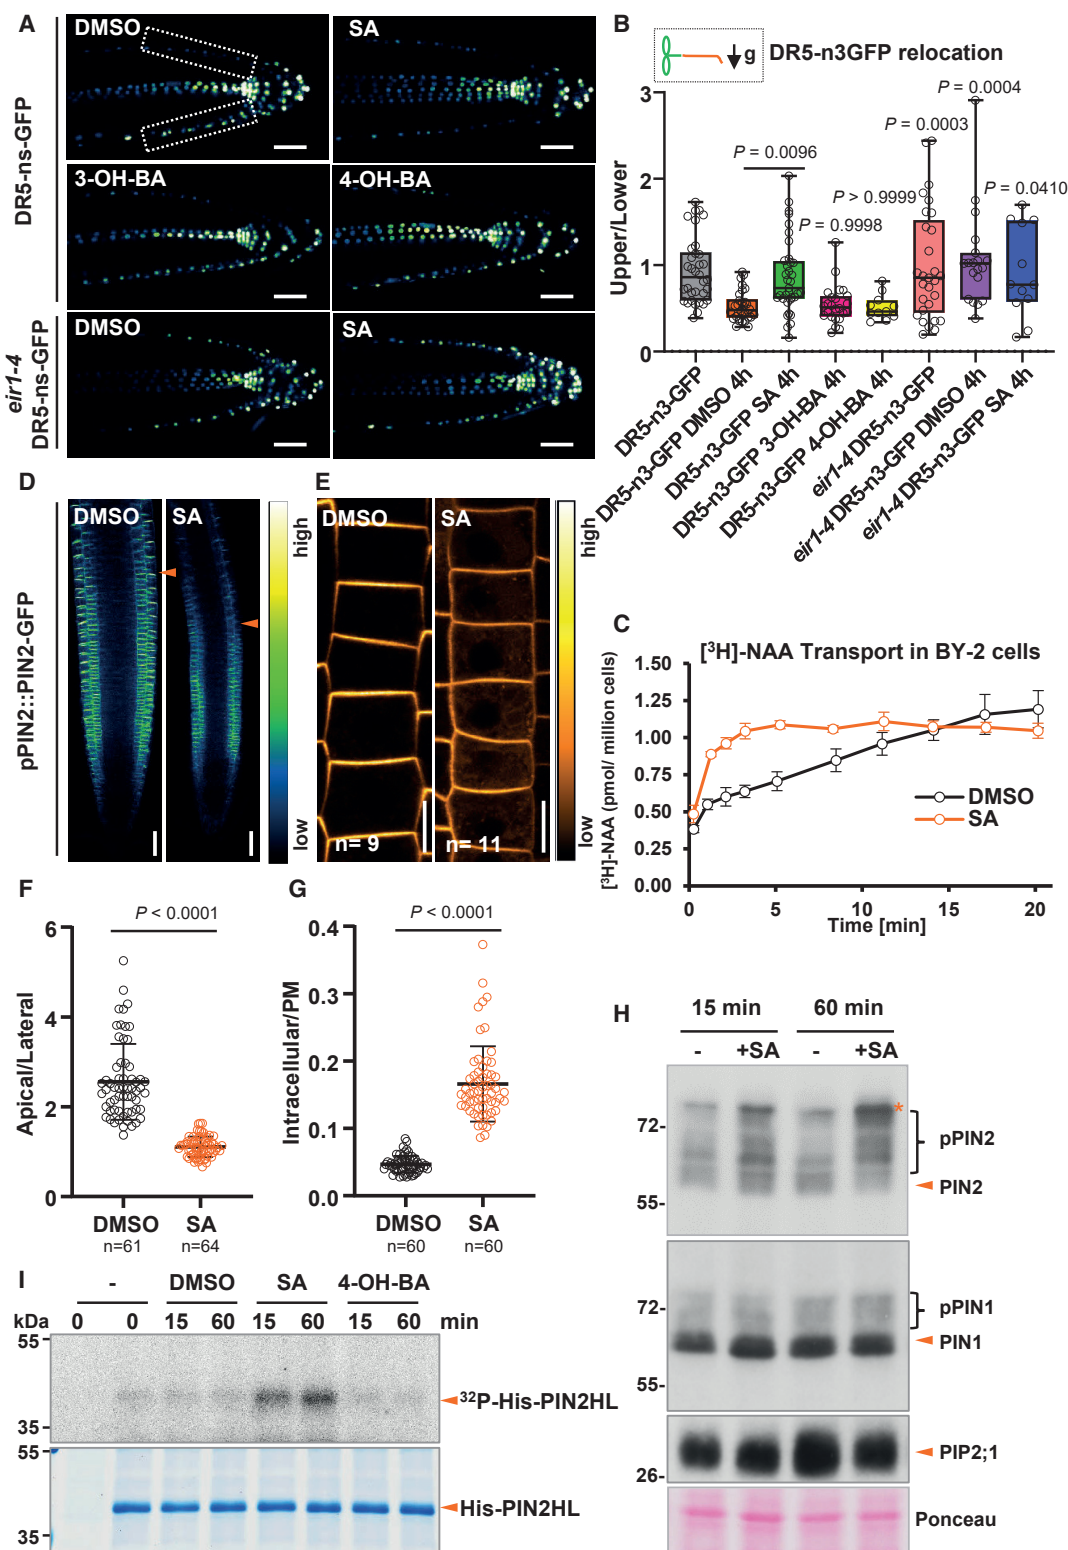 A
DR5-ns-GFP
eir1-4
DR5-ns-GFP
DMSO
SA
3-OH-BA
4-OH-BA
DMSO
SA
B
g
DR5-n3GFP relocation
Upper/Lower
3
2
1
0
P = 0.0096
P = 0.9998
P > 0.9999
P = 0.0003
P = 0.0004
P = 0.0410
DR5-n3-GFP
DR5-n3-GFP DMSO 4h
DR5-n3-GFP SA 4h
DR5-n3-GFP 3-OH-BA 4h
DR5-n3-GFP 4-OH-BA 4h
eir1-4 DR5-n3-GFP
eir1-4 DR5-n3-GFP DMSO 4h
eir1-4 DR5-n3-GFP SA 4h
D
pPIN2::PIN2-GFP
DMSO
SA
high
low
E
DMSO
SA
n= 9
n= 11
high
low
C
[³H]-NAA Transport in BY-2 cells
[³H]-NAA (pmol/ million cells)
1.50
1.25
1.00
0.75
0.50
0.25
0.00
0
5
10
15
20
Time [min]
DMSO
SA
F
P < 0.0001
Apical/Lateral
6
4
2
0
DMSO
n=61
SA
n=64
G
P < 0.0001
Intracellular/PM
0.4
0.3
0.2
0.1
0.0
DMSO
n=60
SA
n=60
H
15 min
60 min
-
+SA
-
+SA
72-
55-
*
pPIN2
PIN2
72-
55-
pPIN1
PIN1
26-
PIP2;1
Ponceau
I
-
DMSO
SA
4-OH-BA
kDa
0
0
15
60
15
60
15
60
min
55
35
³²P-His-PIN2HL
55
35
His-PIN2HL